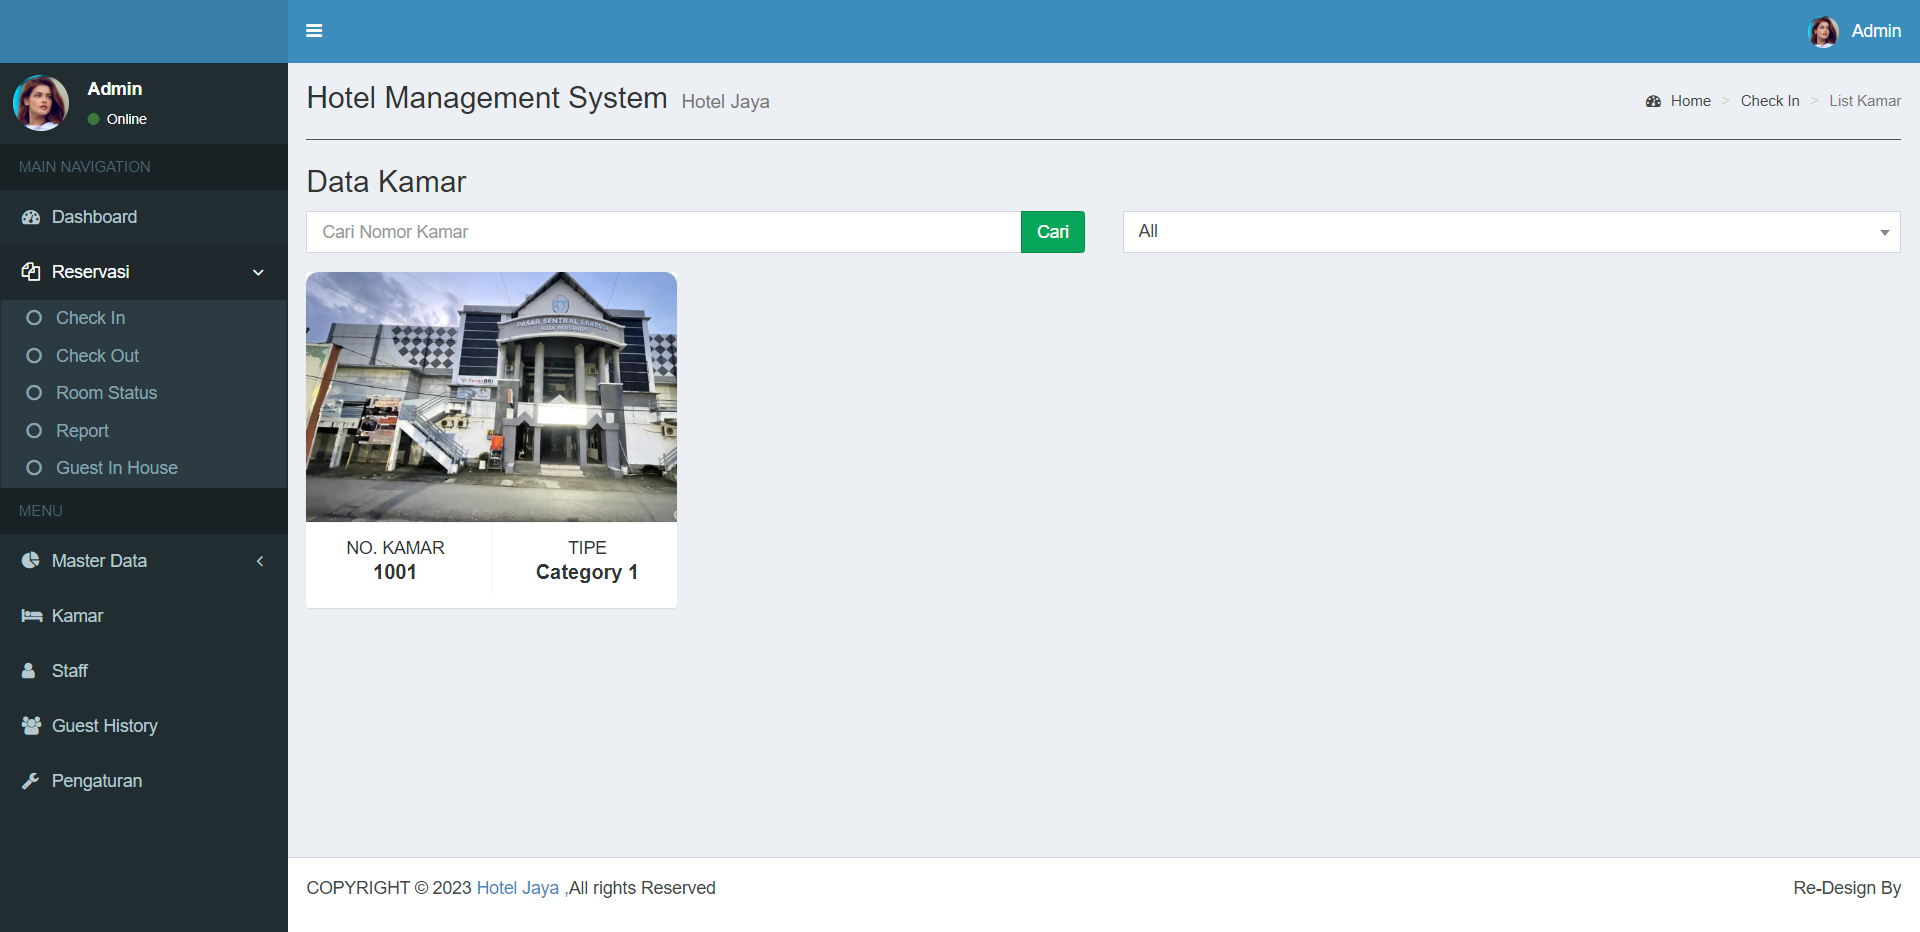 Admin
Admin
Online
MAIN NAVIGATION
Dashboard
Reservasi
Check In
Check Out
Room Status
Report
Guest In House
MENU
Master Data
Kamar
Staff
Guest History
Pengaturan
Hotel Management System Hotel Jaya
Home > Check In > List Kamar
Data Kamar
Cari Nomor Kamar
Cari
All
PASAR SENTRAL LAKESSI
KOTA PAREPARE
BRI
NO. KAMAR
1001
TIPE
Category 1
COPYRIGHT © 2023 Hotel Jaya ,All rights Reserved
Re-Design By